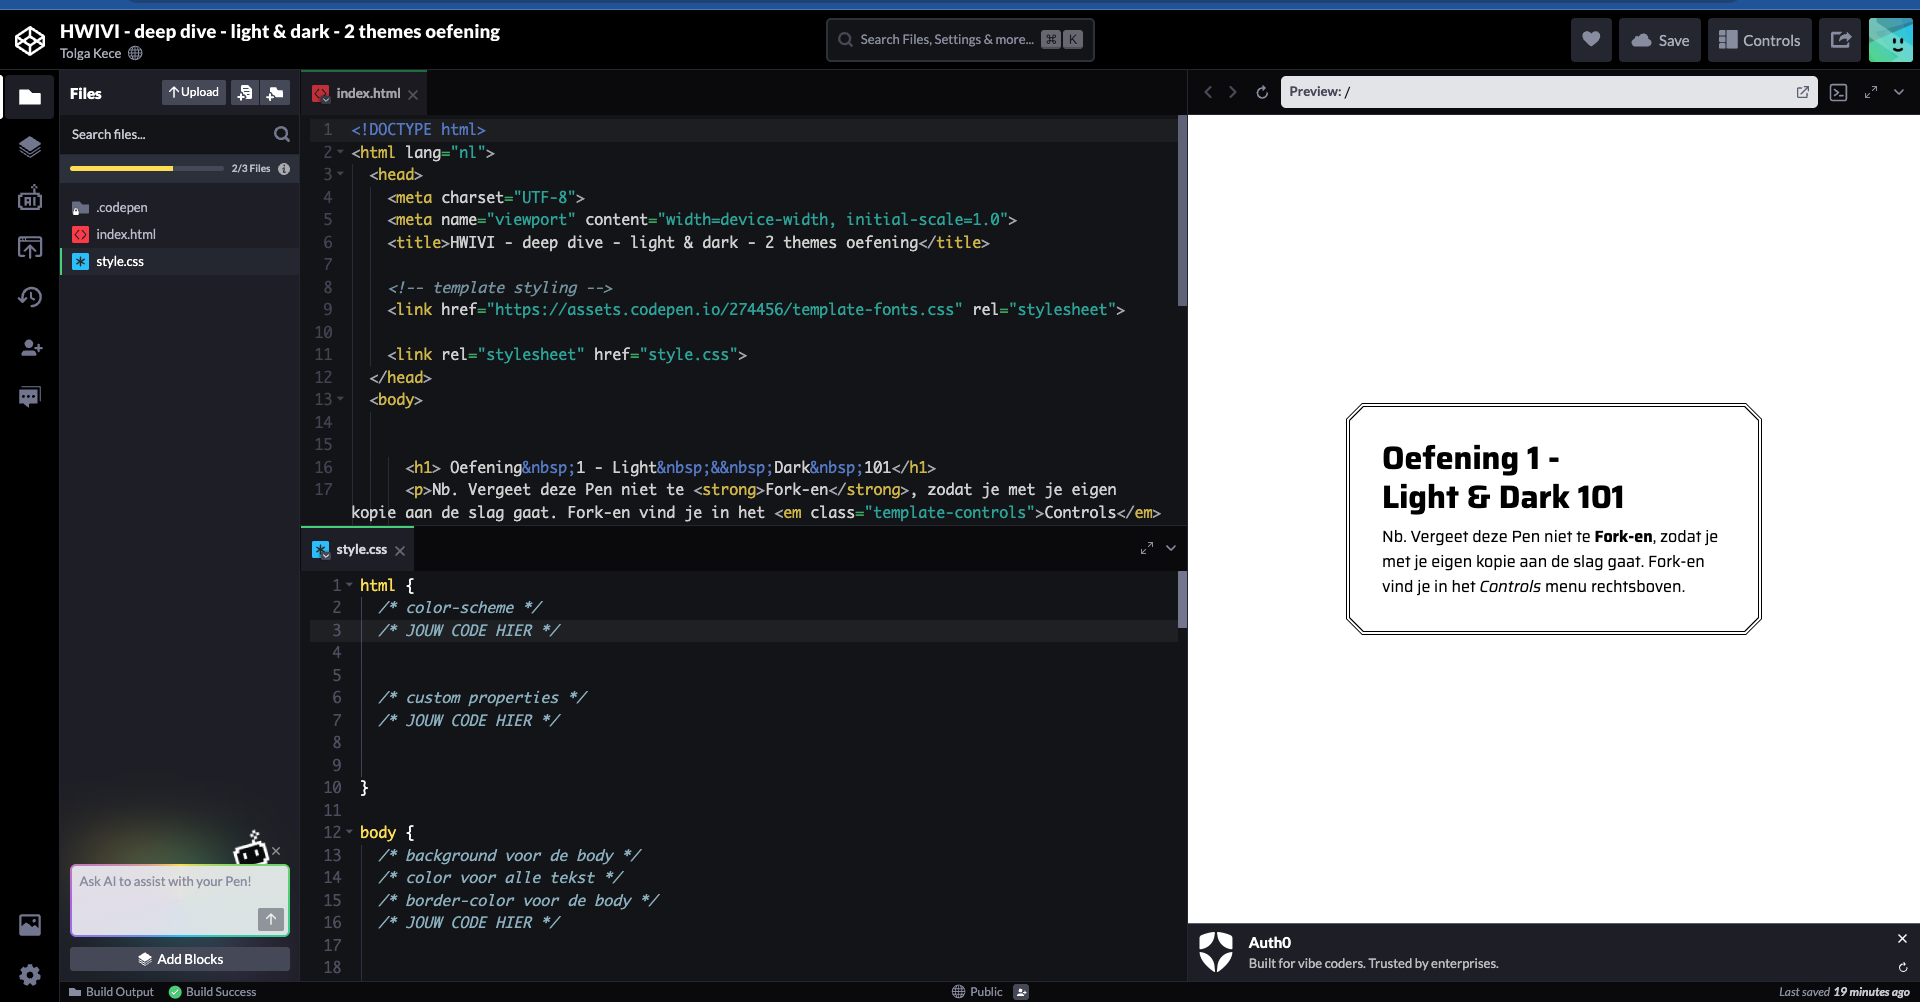 HWIVI - deep dive - light & dark - 2 themes oefening
Tolga Kece
Search Files, Settings & more... ⌘ K
Save
Controls
Files
Upload
Search files...
2/3 Files
.codepen
index.html
style.css
Ask AI to assist with your Pen!
Add Blocks
index.html
1 <!DOCTYPE html>
2 <html lang="nl">
3 <head>
4 <meta charset="UTF-8">
5 <meta name="viewport" content="width=device-width, initial-scale=1.0">
6 <title>HWIVI - deep dive - light & dark - 2 themes oefening</title>
7
8 <!-- template styling -->
9 <link href="https://assets.codepen.io/274456/template-fonts.css" rel="stylesheet">
10
11 <link rel="stylesheet" href="style.css">
12 </head>
13 <body>
14
15
16 <h1> Oefening&nbsp;1 - Light&nbsp;&&nbsp;Dark&nbsp;101</h1>
17 <p>Nb. Vergeet deze Pen niet te <strong>Fork-en</strong>, zodat je met je eigen
kopie aan de slag gaat. Fork-en vind je in het <em class="template-controls">Controls</em>
style.css
1 html {
2 /* color-scheme */
3 /* JOUW CODE HIER */
4
5
6 /* custom properties */
7 /* JOUW CODE HIER */
8
9
10 }
11
12 body {
13 /* background voor de body */
14 /* color voor alle tekst */
15 /* border-color voor de body */
16 /* JOUW CODE HIER */
17
18
Preview: /
Oefening 1 -
Light & Dark 101
Nb. Vergeet deze Pen niet te Fork-en, zodat je
met je eigen kopie aan de slag gaat. Fork-en
vind je in het Controls menu rechtsboven.
Auth0
Built for vibe coders. Trusted by enterprises.
Build Output
Build Success
Public
Last saved 19 minutes ago